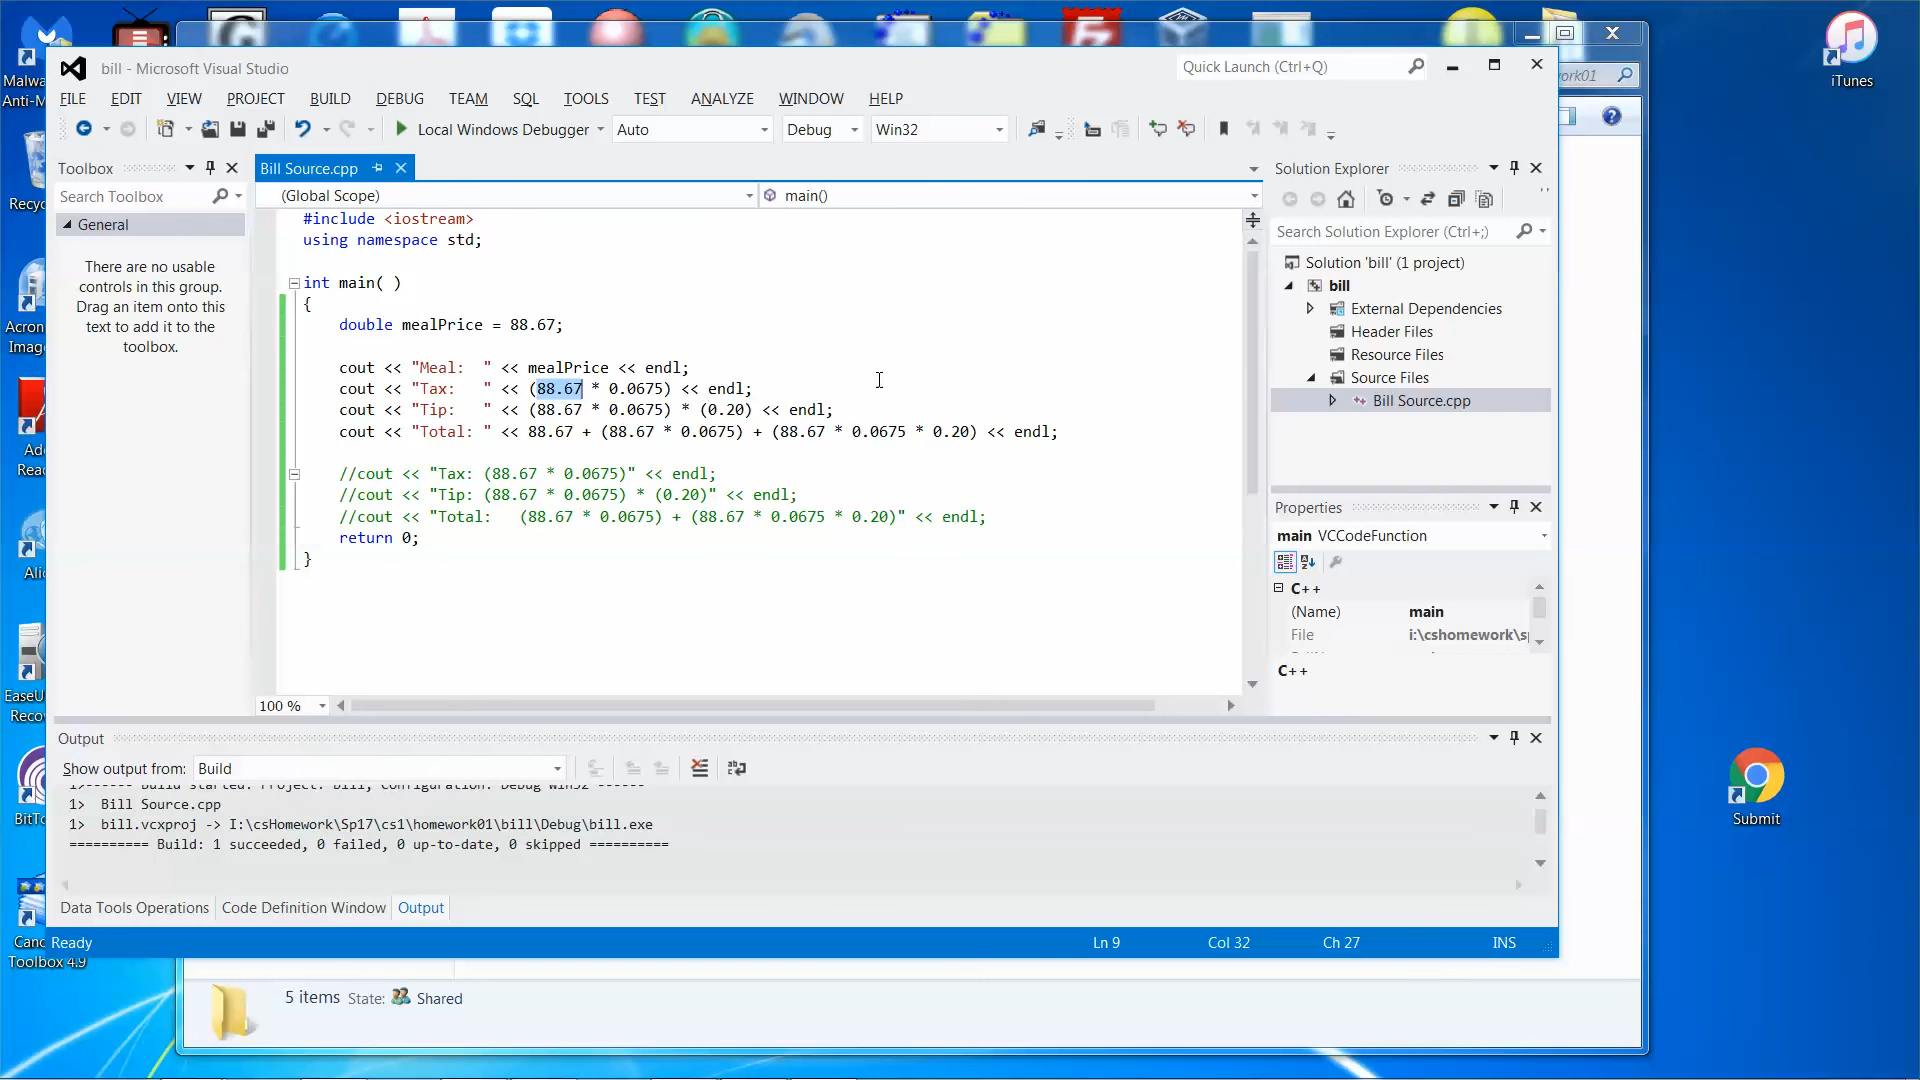 bill - Microsoft Visual Studio
Quick Launch (Ctrl+Q)
FILE EDIT VIEW PROJECT BUILD DEBUG TEAM SQL TOOLS TEST ANALYZE WINDOW HELP
Local Windows Debugger Auto Debug Win32
Toolbox
Search Toolbox
General
There are no usable
controls in this group.
Drag an item onto this
text to add it to the
toolbox.
Bill Source.cpp
(Global Scope) main()
#include <iostream>
using namespace std;
int main( )
{
double mealPrice = 88.67;
cout << "Meal:  " << mealPrice << endl;
cout << "Tax:   " << (88.67 * 0.0675) << endl;
cout << "Tip:   " << (88.67 * 0.0675) * (0.20) << endl;
cout << "Total: " << 88.67 + (88.67 * 0.0675) + (88.67 * 0.0675 * 0.20) << endl;
//cout << "Tax: (88.67 * 0.0675)" << endl;
//cout << "Tip: (88.67 * 0.0675) * (0.20)" << endl;
//cout << "Total:   (88.67 * 0.0675) + (88.67 * 0.0675 * 0.20)" << endl;
return 0;
}
100 %
Solution Explorer
Search Solution Explorer (Ctrl+;)
Solution 'bill' (1 project)
bill
External Dependencies
Header Files
Resource Files
Source Files
Bill Source.cpp
Properties
main VCCodeFunction
C++
(Name) main
File i:\cshomework\sp
C++
Output
Show output from: Build
1>------ Build started: Project: bill, Configuration: Debug Win32 ------
1>  Bill Source.cpp
1>  bill.vcxproj -> I:\csHomework\Sp17\cs1\homework01\bill\Debug\bill.exe
========== Build: 1 succeeded, 0 failed, 0 up-to-date, 0 skipped ==========
Data Tools Operations Code Definition Window Output
Ready Ln 9 Col 32 Ch 27 INS
5 items State: Shared
Malwa
Anti-M
Recyc
Acron
Imag
Ado
Read
EaseU
Reco
BitTo
Toolbox 4.9
iTunes
Submit